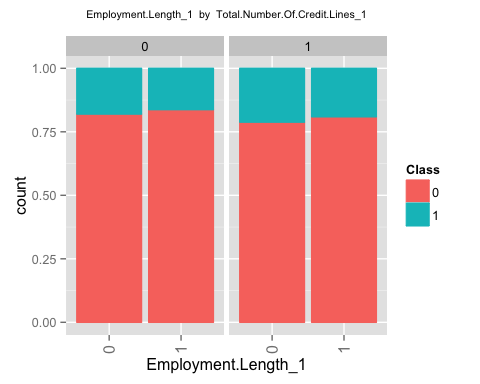 Employment.Length_1 by Total.Number.Of.Credit.Lines_1
0 1
1.00
0.75
0.50
0.25
0.00
count
0 1 0 1
Employment.Length_1
Class
0
1